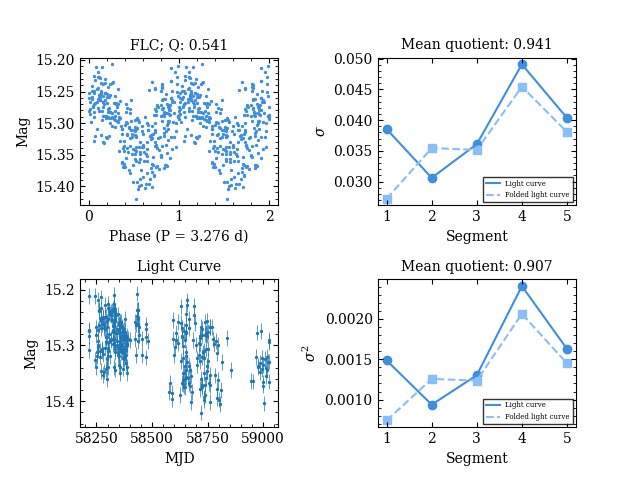 FLC; Q: 0.541
15.20
15.25
15.30
15.35
15.40
Mag
0
1
2
Phase (P = 3.276 d)
Mean quotient: 0.941
0.050
0.045
0.040
0.035
0.030
σ
Light curve
Folded light curve
1
2
3
4
5
Segment
Light Curve
15.2
15.3
15.4
Mag
58250
58500
58750
59000
MJD
Mean quotient: 0.907
0.0020
0.0015
0.0010
σ²
Light curve
Folded light curve
1
2
3
4
5
Segment